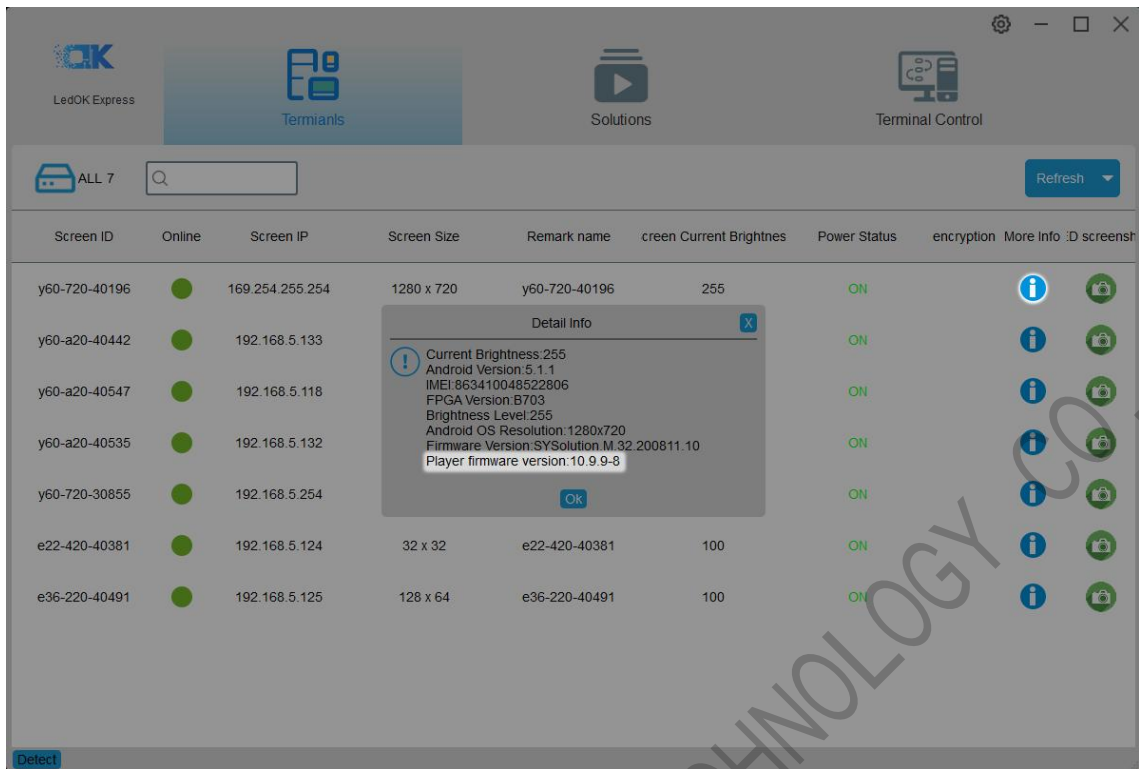 LedOK Express
Termianls
Solutions
Terminal Control
ALL 7
Refresh
Screen ID Online Screen IP Screen Size Remark name creen Current Brightnes Power Status encryption More Info D screensh
y60-720-40196 169.254.255.254 1280 x 720 y60-720-40196 255 ON
Detail Info X
y60-a20-40442 192.168.5.133 ON
Current Brightness:255
Android Version:5.1.1
IMEI:863410048522806
y60-a20-40547 192.168.5.118 ON
FPGA Version:B703
Brightness Level:255
Android OS Resolution:1280x720
y60-a20-40535 192.168.5.132 ON
Firmware Version:SYSolution.M.32.200811.10
Player firmware version:10.9.9-8
y60-720-30855 192.168.5.254 ON
Ok
e22-420-40381 192.168.5.124 32 x 32 e22-420-40381 100 ON
e36-220-40491 192.168.5.125 128 x 64 e36-220-40491 100 ON
Detect